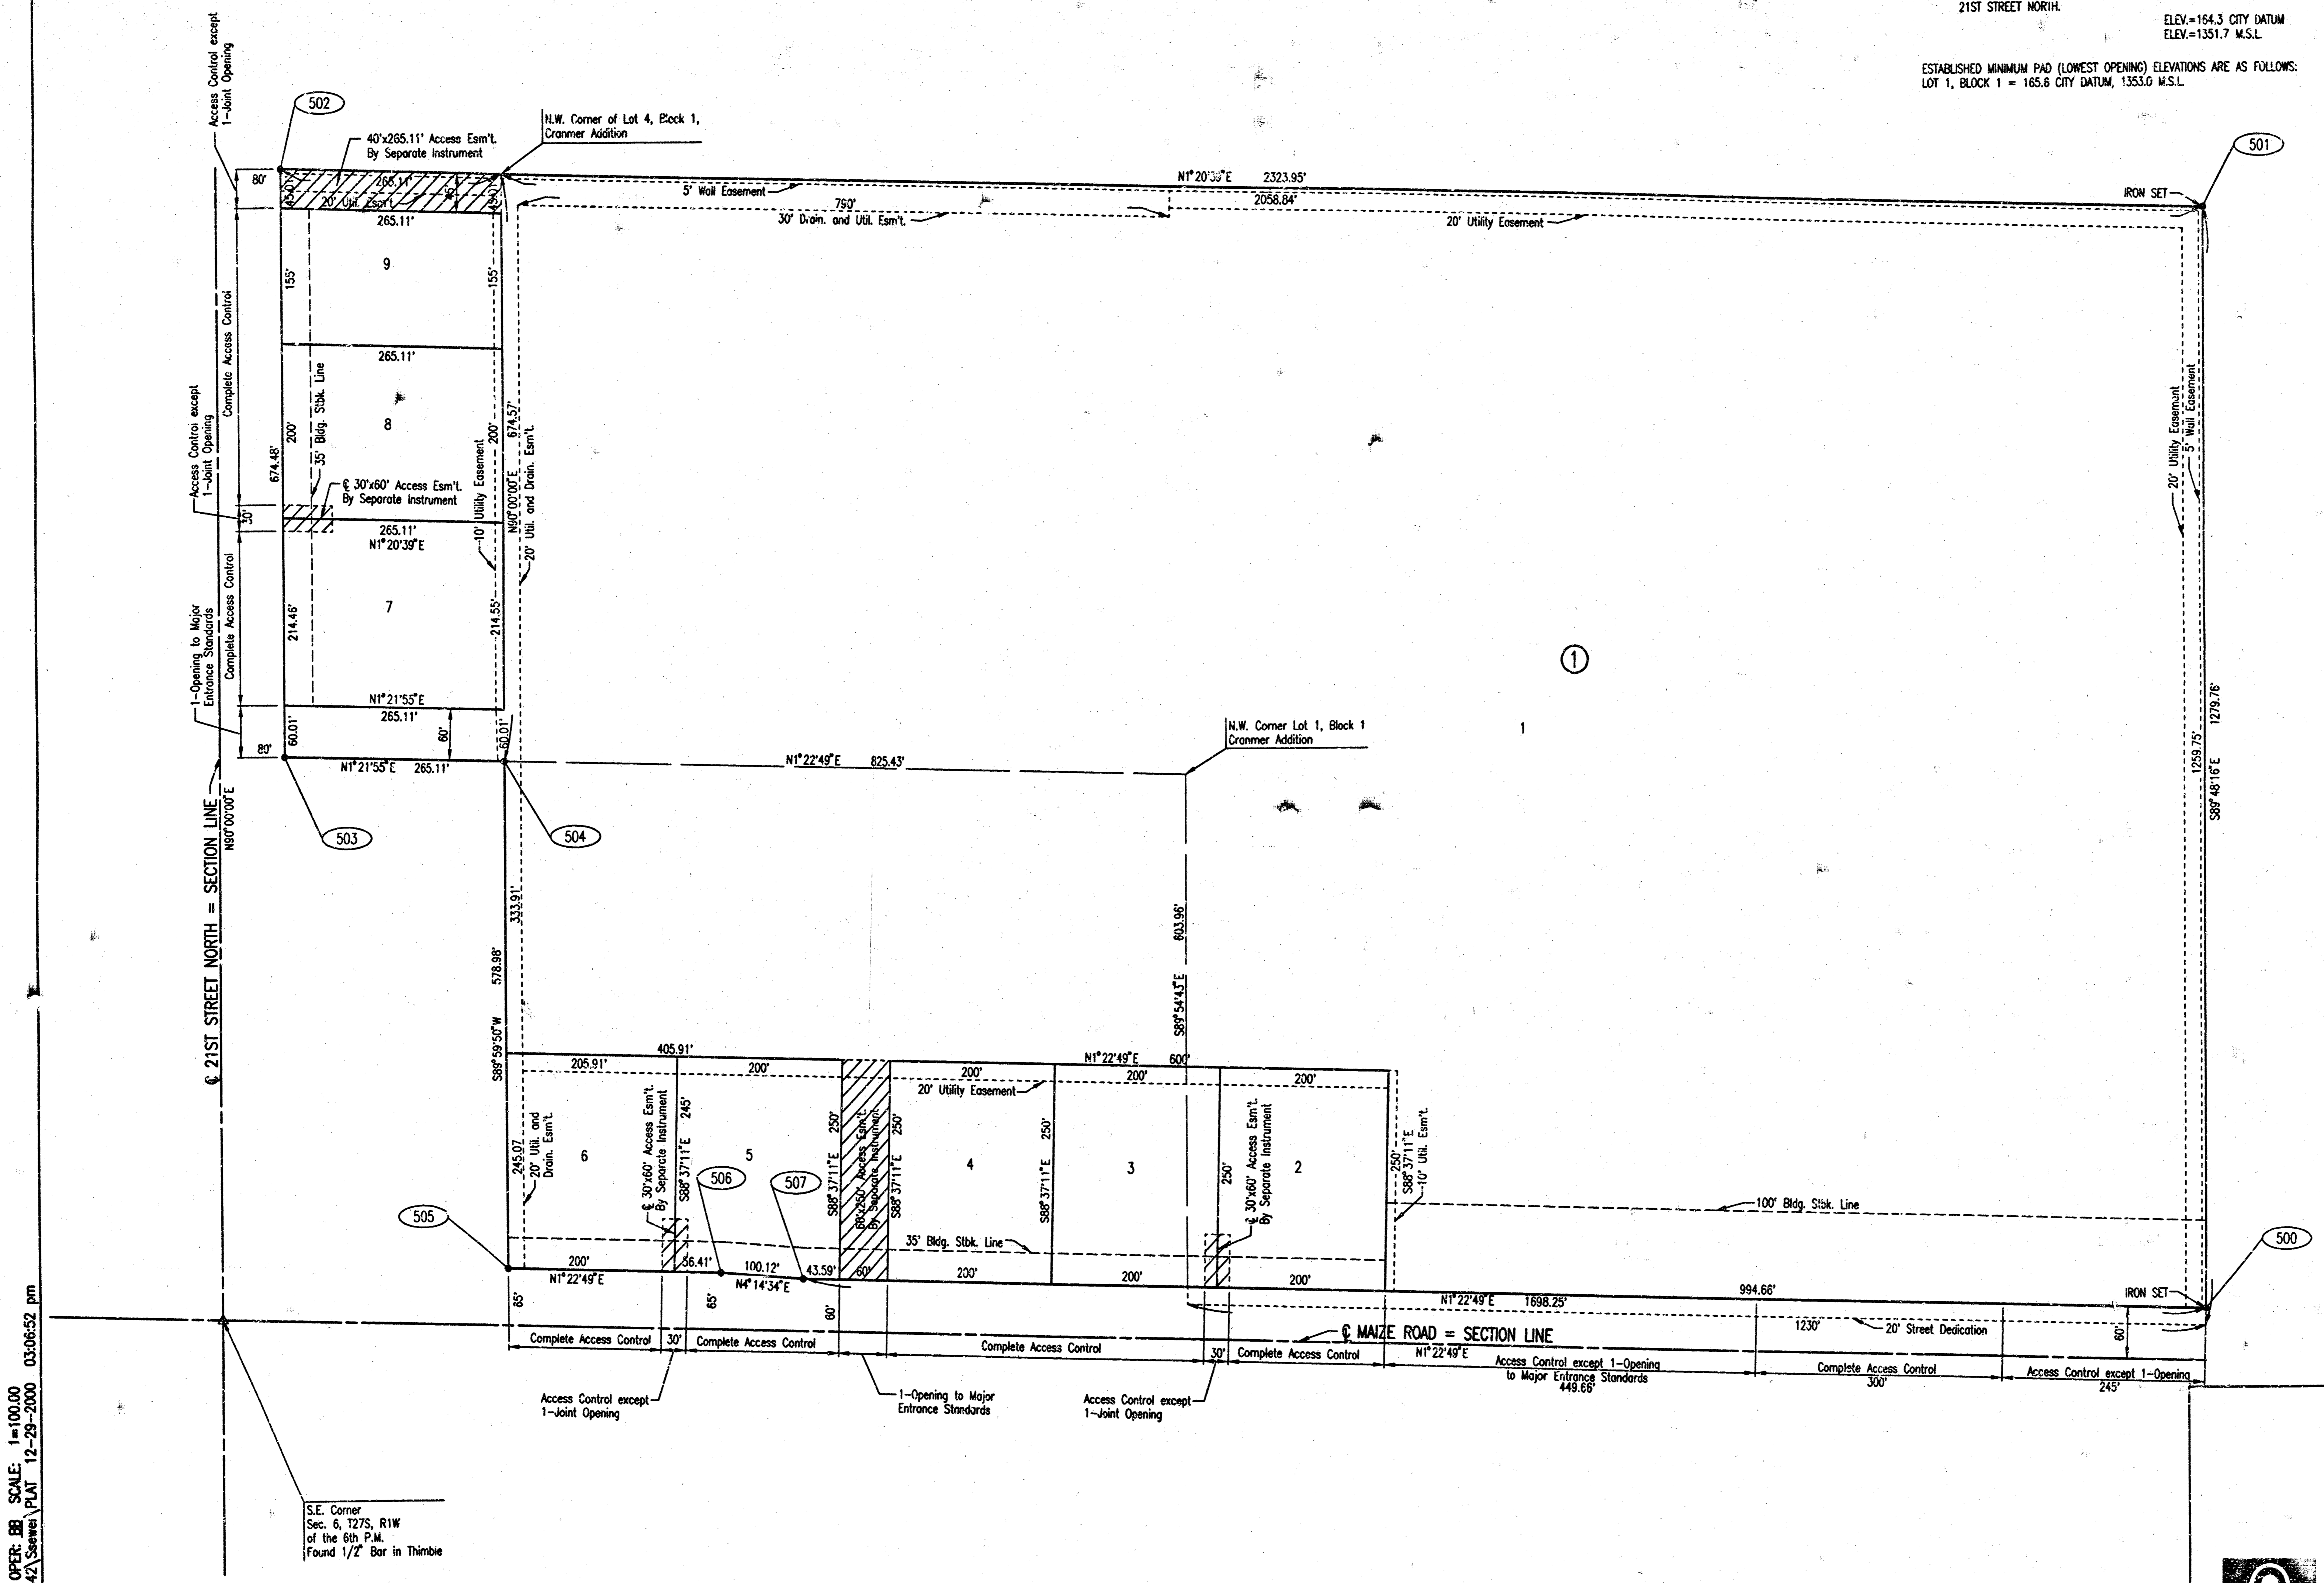 21ST STREET NORTH.
ELEV.=164.3 CITY DATUM
ELEV.=1351.7 M.S.L.
ESTABLISHED MINIMUM PAD (LOWEST OPENING) ELEVATIONS ARE AS FOLLOWS:
LOT 1, BLOCK 1 = 165.6 CITY DATUM, 1353.0 M.S.L.
Access Control except
1-Joint Opening
502
40'x265.11' Access Esm't.
By Separate Instrument
N.W. Corner of Lot 4, Block 1,
Cranmer Addition
501
80'
45.01'
265.11'
20' Util. Esm't
45.01'
265.11'
5' Wall Easement
N1°20'39"E 2323.95'
790'
2058.84'
30' Drain. and Util. Esm't.
20' Utility Easement
IRON SET
9
155'
155'
265.11'
Complete Access Control
35' Bldg. Stbk. Line
8
200'
200'
674.48'
674.57'
N90°00'00"E
10' Utility Easement
20' Util. and Drain. Esm't.
Access Control except
1-Joint Opening
30'
℄ 30'x60' Access Esm't.
By Separate Instrument
265.11'
N1°20'39"E
Complete Access Control
7
214.46'
214.55'
1-Opening to Major
Entrance Standards
N1°21'55"E
265.11'
60.01'
60'
60.01'
80'
N1°21'55"E 265.11'
503
504
N1°22'49"E 825.43'
N.W. Corner Lot 1, Block 1
Cranmer Addition
1
1
20' Utility Easement
5' Wall Easement
1259.75'
S89°48'16"E 1279.76'
℄ 21ST STREET NORTH = SECTION LINE
N90°00'00"E
333.91'
578.98'
S89°59'50"W
603.96'
S89°54'43"E
405.91'
205.91'
200'
N1°22'49"E 600'
200'
200'
200'
20' Utility Easement
245.07
20' Util. and
Drain. Esm't.
6
℄ 30'x60' Access Esm't.
By Separate Instrument
S88°37'11"E 245'
5
506
507
S88°37'11"E 250'
60'x250' Access Esm't.
By Separate Instrument
S88°37'11"E 250'
4
S88°37'11"E 250'
3
250'
℄ 30'x60' Access Esm't.
By Separate Instrument
2
250'
S88°37'11"E
10' Util. Esm't.
100' Bldg. Stbk. Line
35' Bldg. Stbk. Line
505
500
200'
N1°22'49"E
56.41'
100.12'
N4°14'34"E
43.59'
60'
200'
200'
200'
994.66'
N1°22'49"E 1698.25'
IRON SET
65'
65'
60'
1230'
20' Street Dedication
60'
℄ MAIZE ROAD = SECTION LINE
N1°22'49"E
Complete Access Control
30'
Complete Access Control
Complete Access Control
30'
Complete Access Control
Access Control except 1-Opening
to Major Entrance Standards
449.66'
Complete Access Control
300'
Access Control except 1-Opening
245'
Access Control except
1-Joint Opening
1-Opening to Major
Entrance Standards
Access Control except
1-Joint Opening
S.E. Corner
Sec. 6, T27S, R1W
of the 6th P.M.
Found 1/2" Bar in Thimble
OPER: BB SCALE: 1=100.00
42\Ssewer\PLAT 12-29-2000 03:06:52 pm